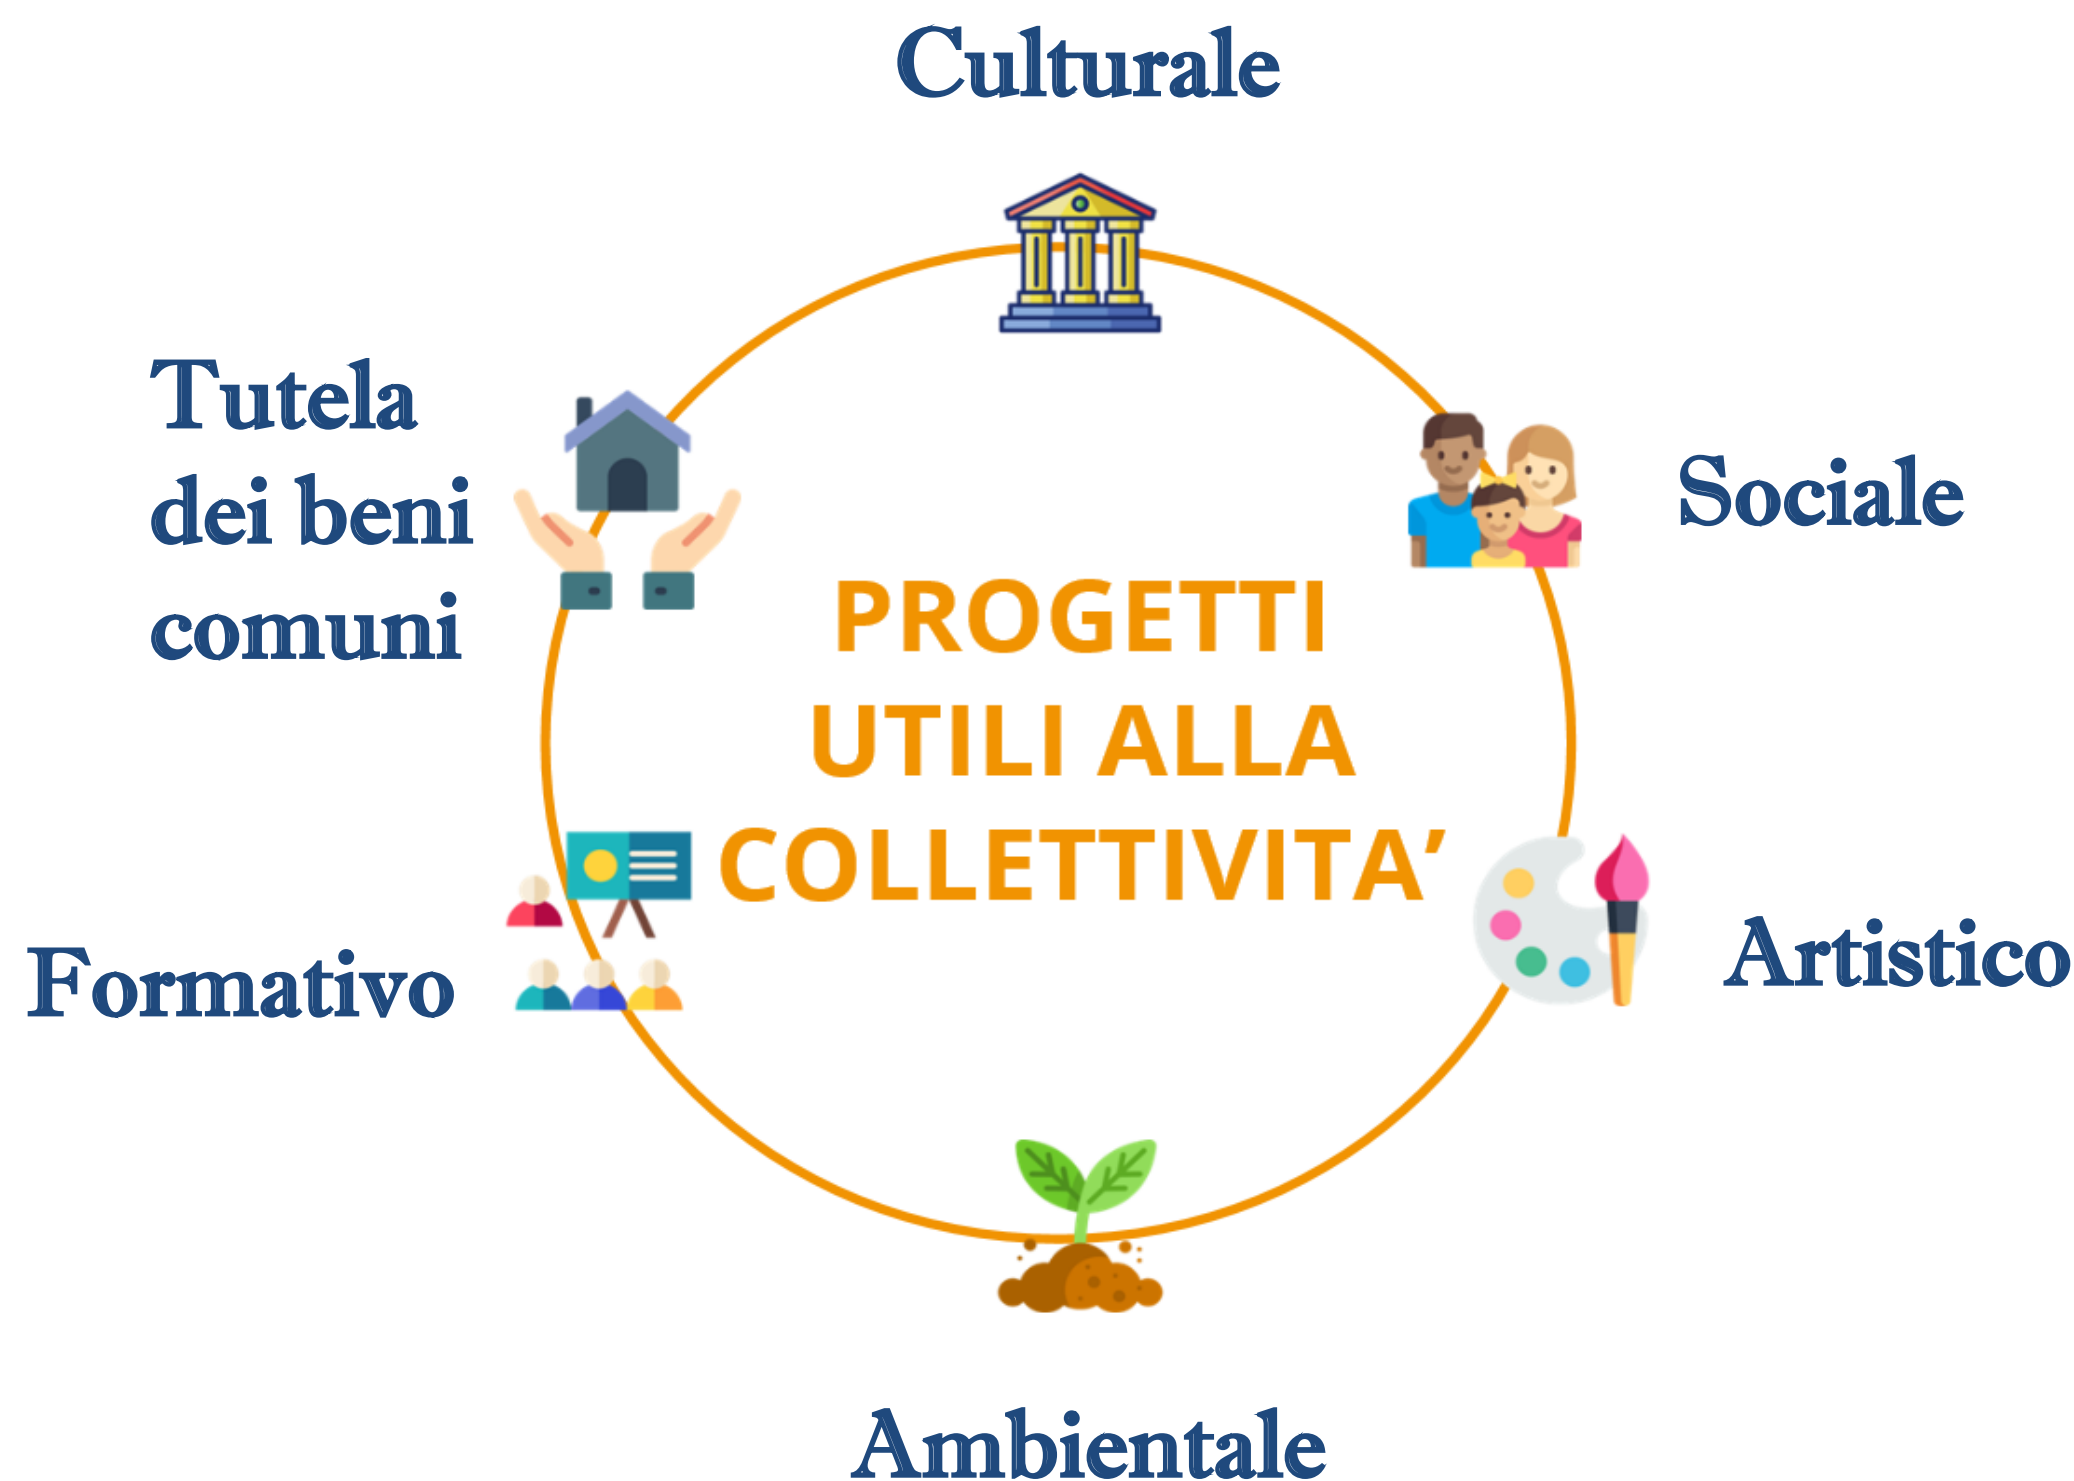 Culturale
Tutela
dei beni
comuni
Sociale
PROGETTI
UTILI ALLA
COLLETTIVITA’
Formativo
Artistico
Ambientale